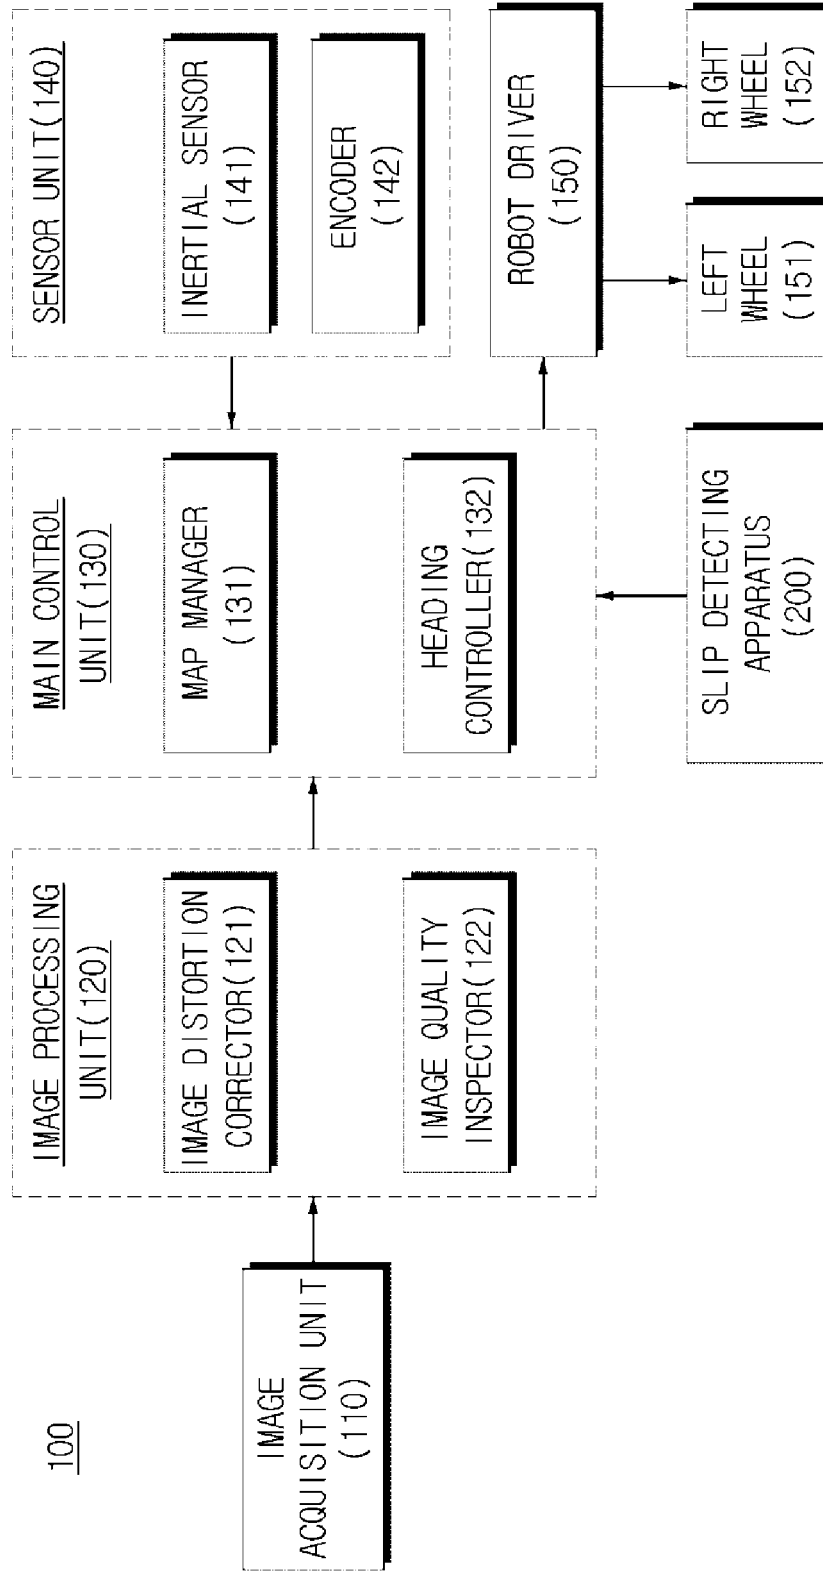 100
IMAGE
ACQUISITION UNIT
(110)
IMAGE PROCESSING
UNIT(120)
IMAGE DISTORTION
CORRECTOR(121)
IMAGE QUALITY
INSPECTOR(122)
MAIN CONTROL
UNIT(130)
MAP MANAGER
(131)
HEADING
CONTROLLER(132)
SLIP DETECTING
APPARATUS
(200)
SENSOR UNIT(140)
INERTIAL SENSOR
(141)
ENCODER
(142)
ROBOT DRIVER
(150)
LEFT
WHEEL
(151)
RIGHT
WHEEL
(152)